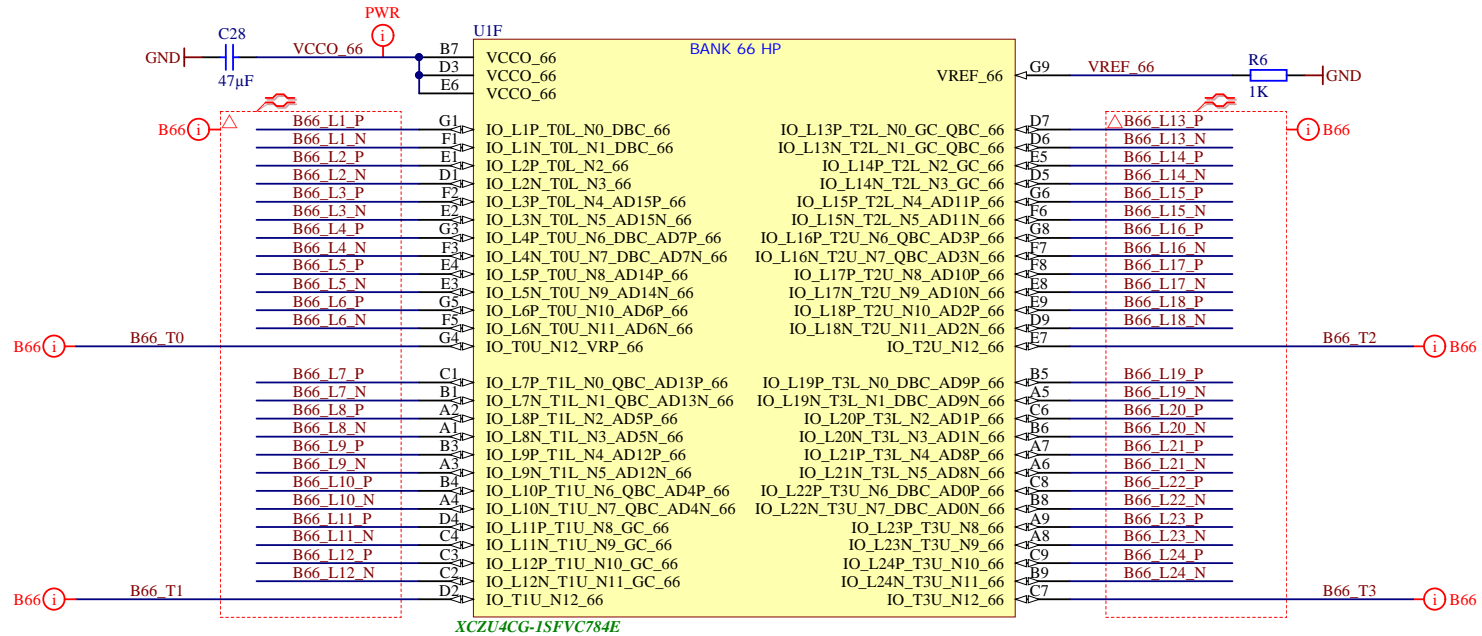 PWR
C28
GND
VCCO_66
47µF
U1F
BANK 66 HP
B7 VCCO_66
D3 VCCO_66
E6 VCCO_66
VREF_66 G9 VREF_66
R6
1K
GND
B66
B66_L1_P G1 IO_L1P_T0L_N0_DBC_66
B66_L1_N F1 IO_L1N_T0L_N1_DBC_66
B66_L2_P E1 IO_L2P_T0L_N2_66
B66_L2_N D1 IO_L2N_T0L_N3_66
B66_L3_P F2 IO_L3P_T0L_N4_AD15P_66
B66_L3_N E2 IO_L3N_T0L_N5_AD15N_66
B66_L4_P G3 IO_L4P_T0U_N6_DBC_AD7P_66
B66_L4_N F3 IO_L4N_T0U_N7_DBC_AD7N_66
B66_L5_P E4 IO_L5P_T0U_N8_AD14P_66
B66_L5_N E3 IO_L5N_T0U_N9_AD14N_66
B66_L6_P G5 IO_L6P_T0U_N10_AD6P_66
B66_L6_N F5 IO_L6N_T0U_N11_AD6N_66
B66 B66_T0 G4 IO_T0U_N12_VRP_66
B66_L7_P C1 IO_L7P_T1L_N0_QBC_AD13P_66
B66_L7_N B1 IO_L7N_T1L_N1_QBC_AD13N_66
B66_L8_P A2 IO_L8P_T1L_N2_AD5P_66
B66_L8_N A1 IO_L8N_T1L_N3_AD5N_66
B66_L9_P B3 IO_L9P_T1L_N4_AD12P_66
B66_L9_N A3 IO_L9N_T1L_N5_AD12N_66
B66_L10_P B4 IO_L10P_T1U_N6_QBC_AD4P_66
B66_L10_N A4 IO_L10N_T1U_N7_QBC_AD4N_66
B66_L11_P D4 IO_L11P_T1U_N8_GC_66
B66_L11_N C4 IO_L11N_T1U_N9_GC_66
B66_L12_P C3 IO_L12P_T1U_N10_GC_66
B66_L12_N C2 IO_L12N_T1U_N11_GC_66
B66 B66_T1 D2 IO_T1U_N12_66
IO_L13P_T2L_N0_GC_QBC_66 D7 B66_L13_P
B66
IO_L13N_T2L_N1_GC_QBC_66 D6 B66_L13_N
IO_L14P_T2L_N2_GC_66 E5 B66_L14_P
IO_L14N_T2L_N3_GC_66 D5 B66_L14_N
IO_L15P_T2L_N4_AD11P_66 G6 B66_L15_P
IO_L15N_T2L_N5_AD11N_66 F6 B66_L15_N
IO_L16P_T2U_N6_QBC_AD3P_66 G8 B66_L16_P
IO_L16N_T2U_N7_QBC_AD3N_66 F7 B66_L16_N
IO_L17P_T2U_N8_AD10P_66 F8 B66_L17_P
IO_L17N_T2U_N9_AD10N_66 E8 B66_L17_N
IO_L18P_T2U_N10_AD2P_66 E9 B66_L18_P
IO_L18N_T2U_N11_AD2N_66 D9 B66_L18_N
IO_T2U_N12_66 E7 B66_T2 B66
IO_L19P_T3L_N0_DBC_AD9P_66 B5 B66_L19_P
IO_L19N_T3L_N1_DBC_AD9N_66 A5 B66_L19_N
IO_L20P_T3L_N2_AD1P_66 C6 B66_L20_P
IO_L20N_T3L_N3_AD1N_66 B6 B66_L20_N
IO_L21P_T3L_N4_AD8P_66 A7 B66_L21_P
IO_L21N_T3L_N5_AD8N_66 A6 B66_L21_N
IO_L22P_T3U_N6_DBC_AD0P_66 C8 B66_L22_P
IO_L22N_T3U_N7_DBC_AD0N_66 B8 B66_L22_N
IO_L23P_T3U_N8_66 A9 B66_L23_P
IO_L23N_T3U_N9_66 A8 B66_L23_N
IO_L24P_T3U_N10_66 C9 B66_L24_P
IO_L24N_T3U_N11_66 B9 B66_L24_N
IO_T3U_N12_66 C7 B66_T3 B66
XCZU4CG-1SFVC784E